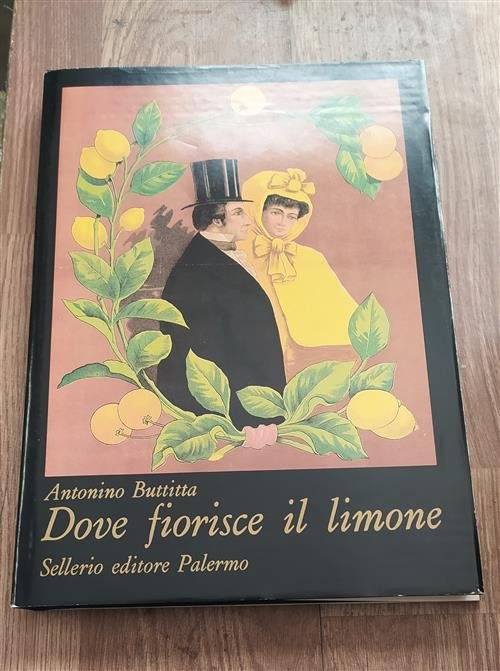 Antonino Buttitta
Dove fiorisce il limone
Sellerio editore Palermo